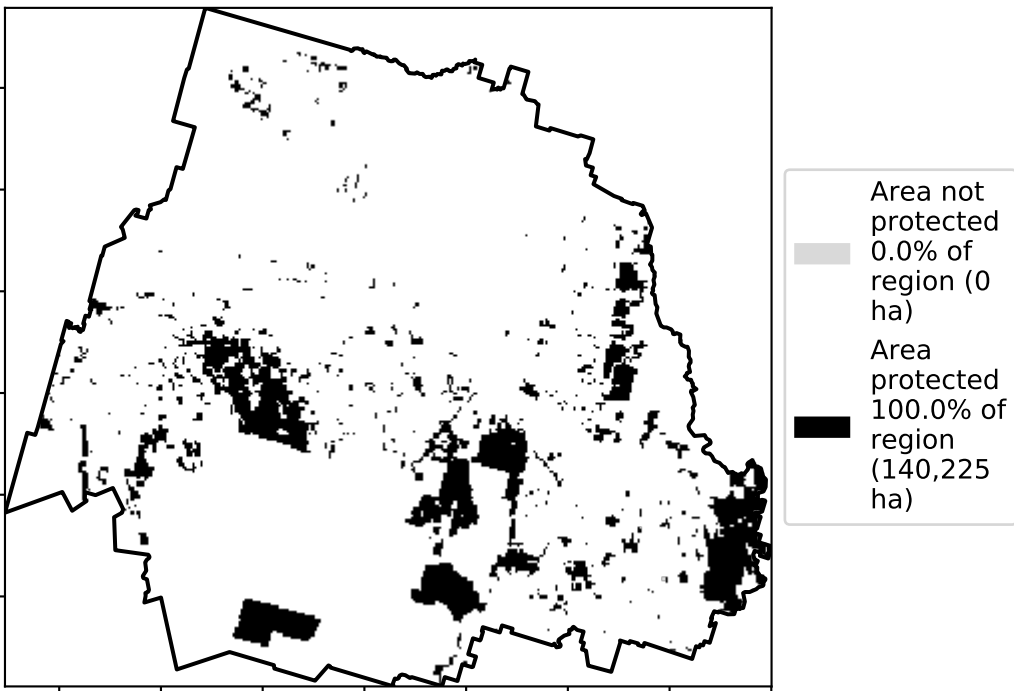 Area not
protected
0.0% of
region (0
ha)
Area
protected
100.0% of
region
(140,225
ha)